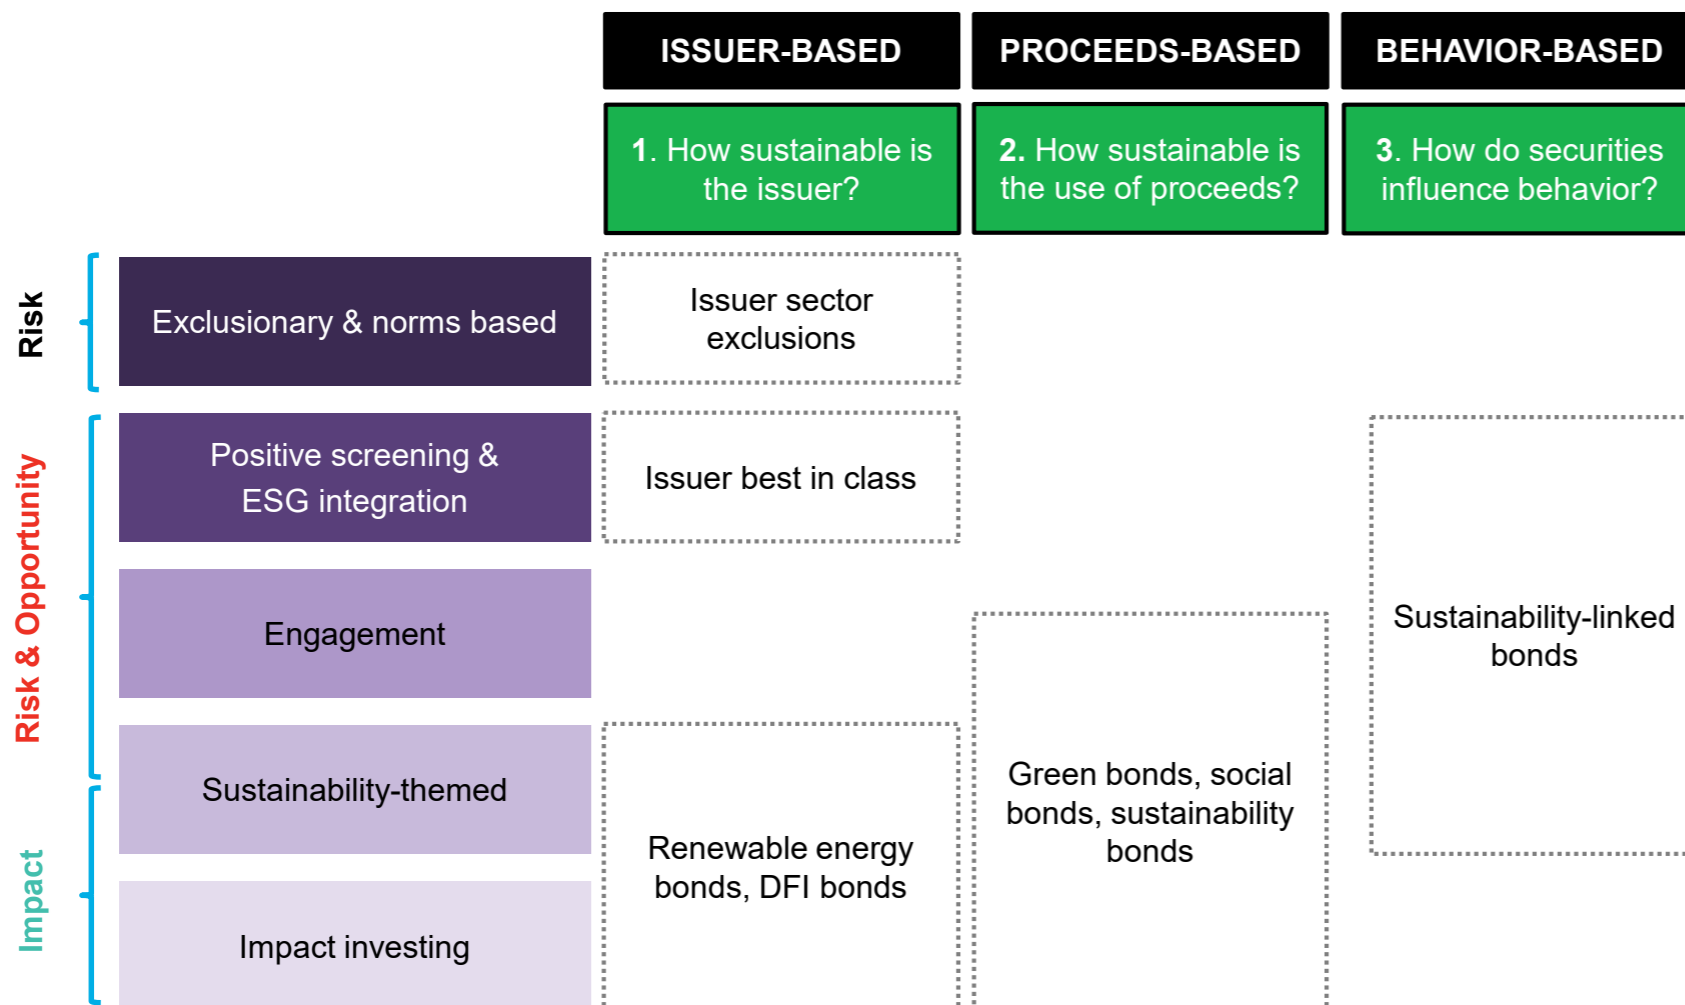 ISSUER-BASED
PROCEEDS-BASED
BEHAVIOR-BASED
1. How sustainable is
the issuer?
2. How sustainable is
the use of proceeds?
3. How do securities
influence behavior?
Risk
Exclusionary & norms based
Issuer sector
exclusions
Risk & Opportunity
Positive screening &
ESG integration
Issuer best in class
Engagement
Sustainability-linked
bonds
Sustainability-themed
Green bonds, social
bonds, sustainability
bonds
Renewable energy
bonds, DFI bonds
Impact
Impact investing